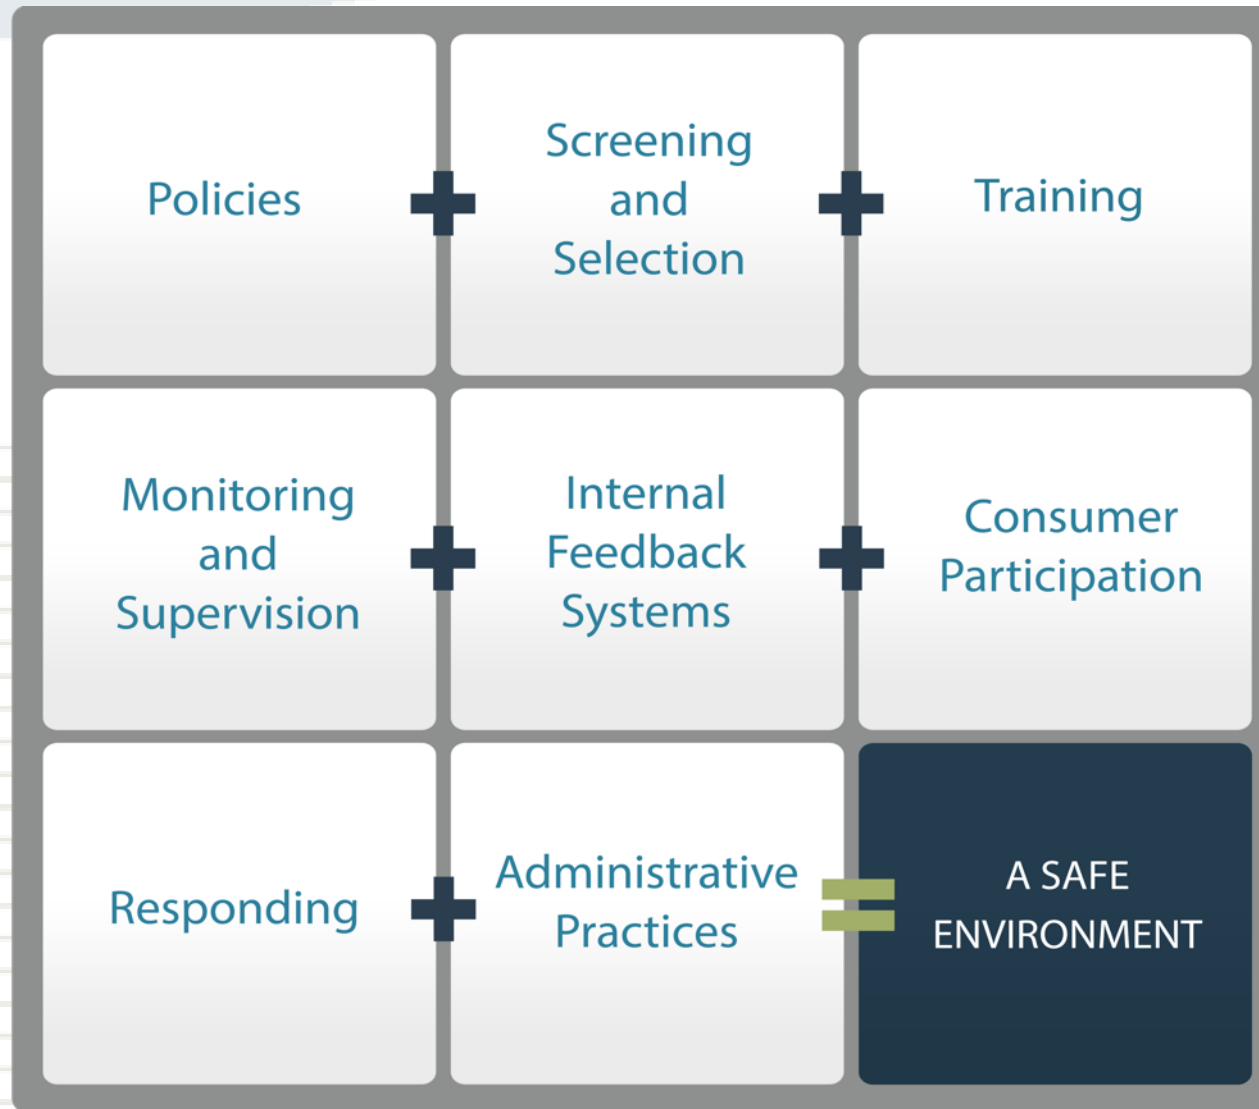 Policies
Screening
and
Selection
Training
Monitoring
and
Supervision
Internal
Feedback
Systems
Consumer
Participation
Responding
Administrative
Practices
A SAFE
ENVIRONMENT